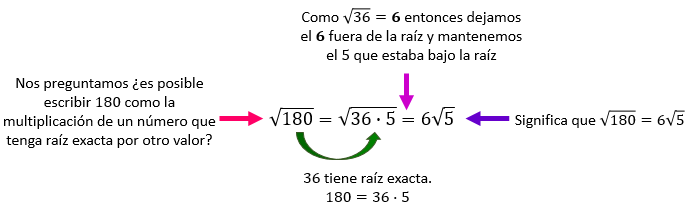 Como √36 = 6 entonces dejamos
el 6 fuera de la raíz y mantenemos
el 5 que estaba bajo la raíz
Nos preguntamos ¿es posible
escribir 180 como la
multiplicación de un número que
tenga raíz exacta por otro valor?
√180 = √36 · 5 = 6√5
Significa que √180 = 6√5
36 tiene raíz exacta.
180 = 36 · 5